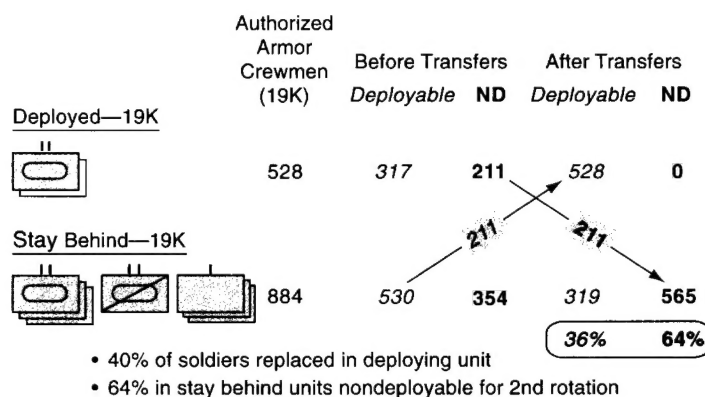 Authorized
Armor
Crewmen
(19K)
Before Transfers
After Transfers
Deployable ND
Deployable ND
Deployed—19K
528 317 211 528 0
211 211
Stay Behind—19K
884 530 354 319 565
36% 64%
• 40% of soldiers replaced in deploying unit
• 64% in stay behind units nondeployable for 2nd rotation